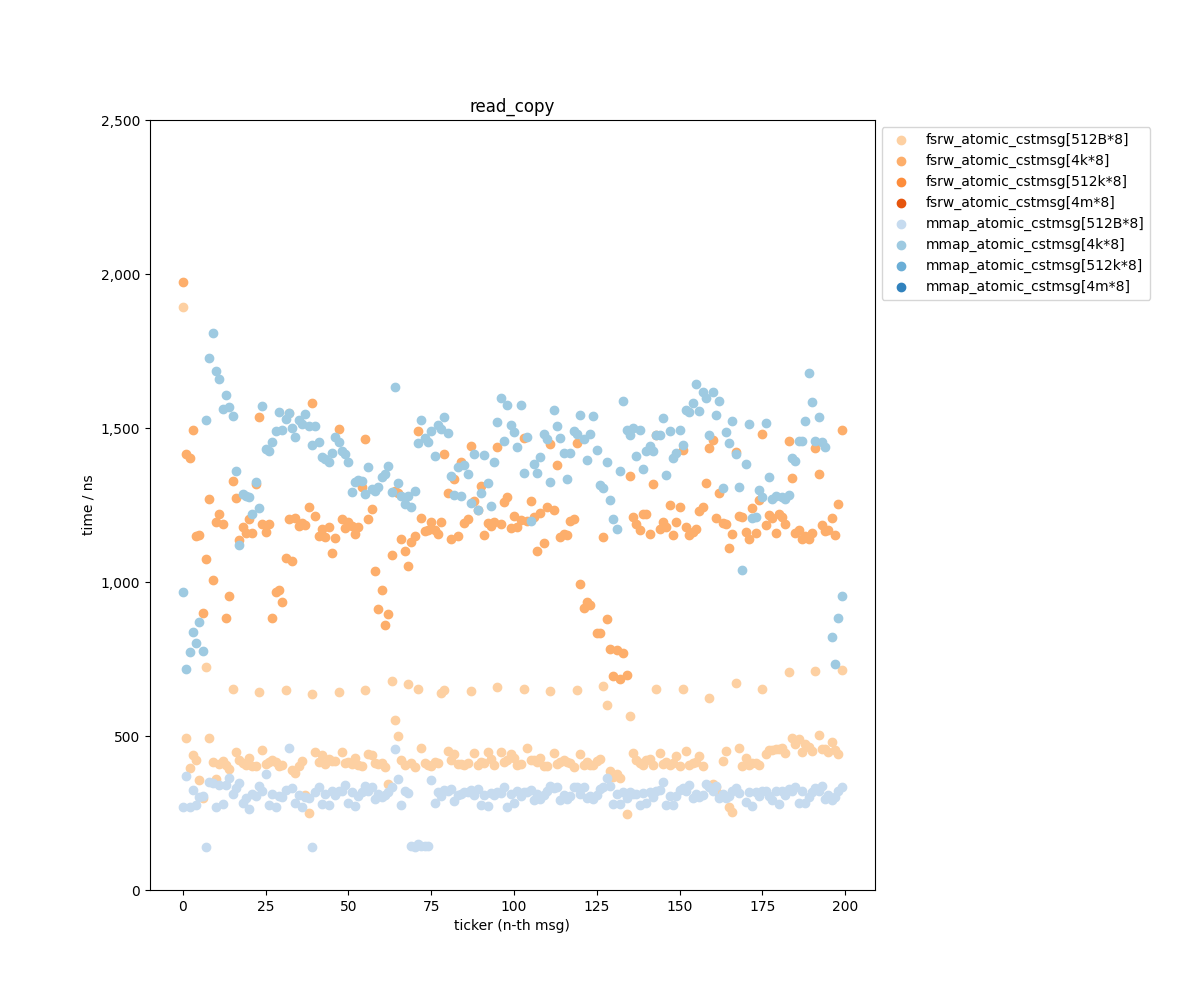 read_copy
2,500
2,000
1,500
1,000
500
0
time / ns
0 25 50 75 100 125 150 175 200
ticker (n-th msg)
fsrw_atomic_cstmsg[512B*8]
fsrw_atomic_cstmsg[4k*8]
fsrw_atomic_cstmsg[512k*8]
fsrw_atomic_cstmsg[4m*8]
mmap_atomic_cstmsg[512B*8]
mmap_atomic_cstmsg[4k*8]
mmap_atomic_cstmsg[512k*8]
mmap_atomic_cstmsg[4m*8]